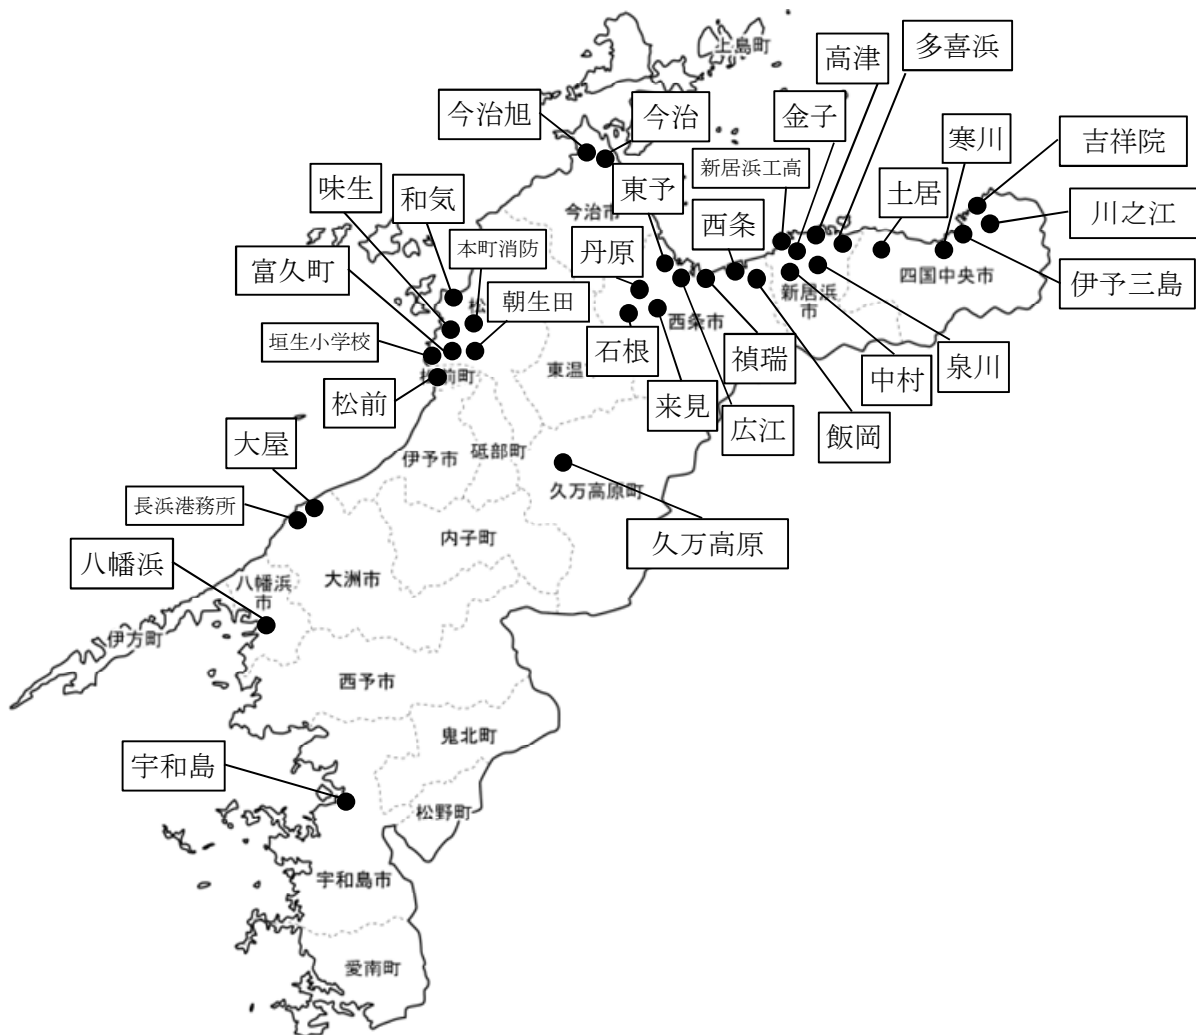 上島町
高津
多喜浜
今治旭
今治
金子
寒川
吉祥院
新居浜工高
東予
土居
味生
和気
今治市
西条
川之江
本町消防
丹原
富久町
四国中央市
伊予三島
新居浜
市
朝生田
松
西条市
垣生小学校
石根
禎瑞
泉川
中村
松前町
東温
松前
来見
広江
飯岡
大屋
伊予市
砥部町
久万高原町
長浜港務所
内子町
久万高原
八幡浜
八幡浜
市
大洲市
伊方町
西予市
鬼北町
宇和島
松野町
宇和島市
愛南町